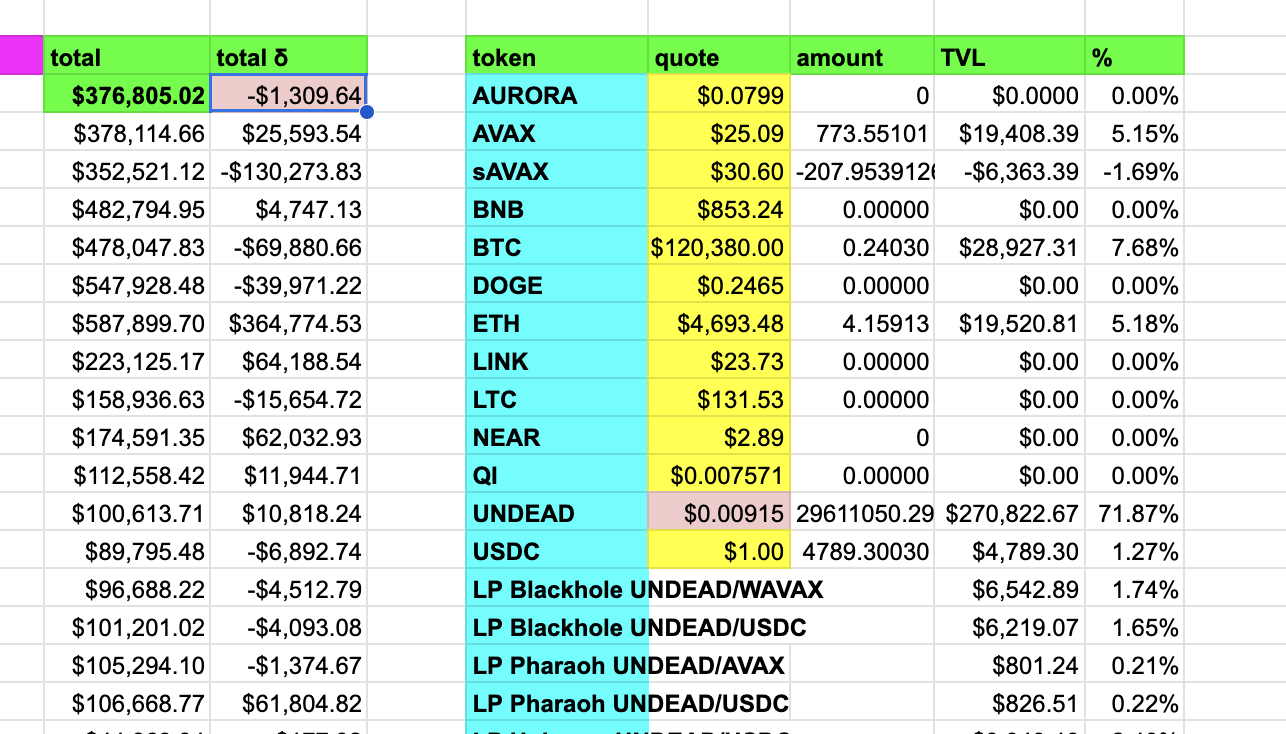 total total δ token quote amount TVL %
$376,805.02 -$1,309.64 AURORA $0.0799 0 $0.0000 0.00%
$378,114.66 $25,593.54 AVAX $25.09 773.55101 $19,408.39 5.15%
$352,521.12 -$130,273.83 sAVAX $30.60 -207.9539126 -$6,363.39 -1.69%
$482,794.95 $4,747.13 BNB $853.24 0.00000 $0.00 0.00%
$478,047.83 -$69,880.66 BTC $120,380.00 0.24030 $28,927.31 7.68%
$547,928.48 -$39,971.22 DOGE $0.2465 0.00000 $0.00 0.00%
$587,899.70 $364,774.53 ETH $4,693.48 4.15913 $19,520.81 5.18%
$223,125.17 $64,188.54 LINK $23.73 0.00000 $0.00 0.00%
$158,936.63 -$15,654.72 LTC $131.53 0.00000 $0.00 0.00%
$174,591.35 $62,032.93 NEAR $2.89 0 $0.00 0.00%
$112,558.42 $11,944.71 QI $0.007571 0.00000 $0.00 0.00%
$100,613.71 $10,818.24 UNDEAD $0.00915 29611050.29 $270,822.67 71.87%
$89,795.48 -$6,892.74 USDC $1.00 4789.30030 $4,789.30 1.27%
$96,688.22 -$4,512.79 LP Blackhole UNDEAD/WAVAX $6,542.89 1.74%
$101,201.02 -$4,093.08 LP Blackhole UNDEAD/USDC $6,219.07 1.65%
$105,294.10 -$1,374.67 LP Pharaoh UNDEAD/AVAX $801.24 0.21%
$106,668.77 $61,804.82 LP Pharaoh UNDEAD/USDC $826.51 0.22%